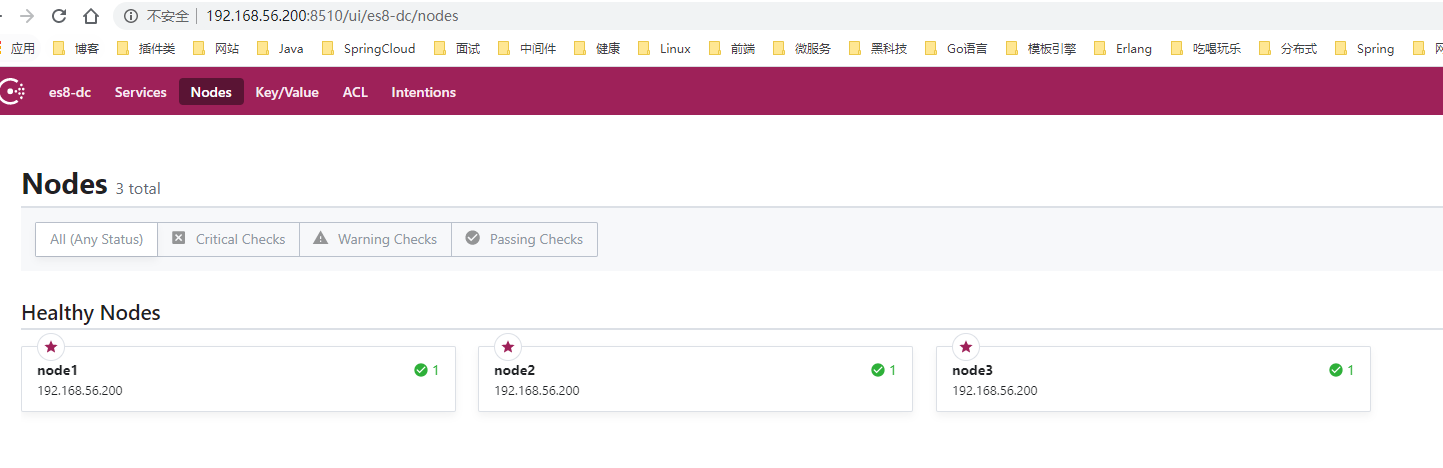 不安全 192.168.56.200:8510/ui/es8-dc/nodes
应用 博客 插件类 网站 Java SpringCloud 面试 中间件 健康 Linux 前端 微服务 黑科技 Go语言 模板引擎 Erlang 吃喝玩乐 分布式 Spring
es8-dc Services Nodes Key/Value ACL Intentions
Nodes 3 total
All (Any Status) Critical Checks Warning Checks Passing Checks
Healthy Nodes
node1 1 node2 1 node3 1
192.168.56.200 192.168.56.200 192.168.56.200